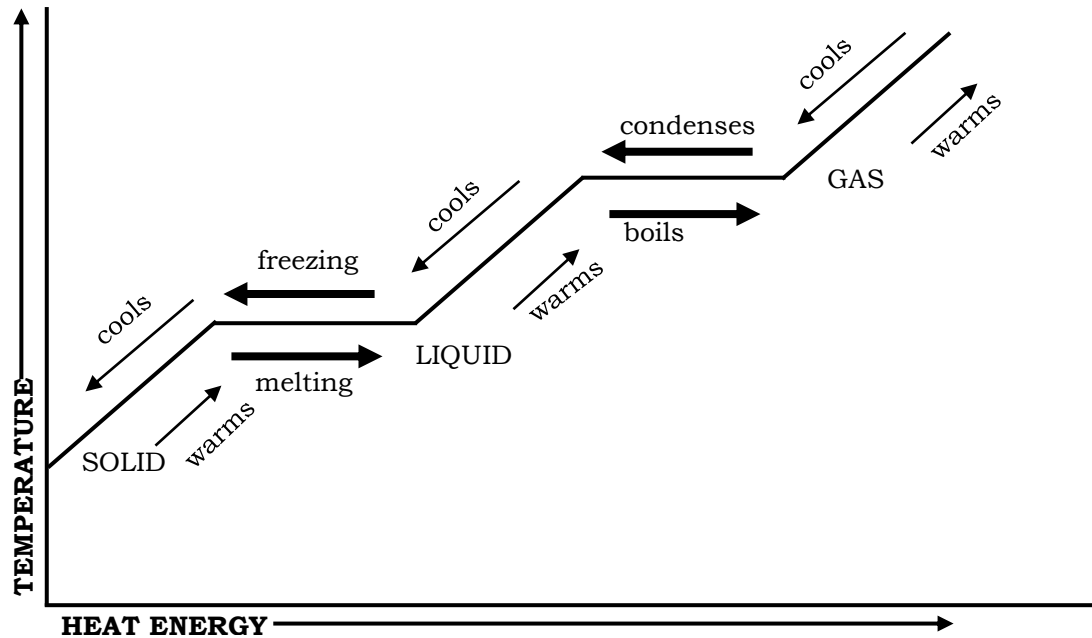 cools
warms
condenses
GAS
cools
boils
freezing
warms
cools
LIQUID
melting
warms
SOLID
TEMPERATURE
HEAT ENERGY